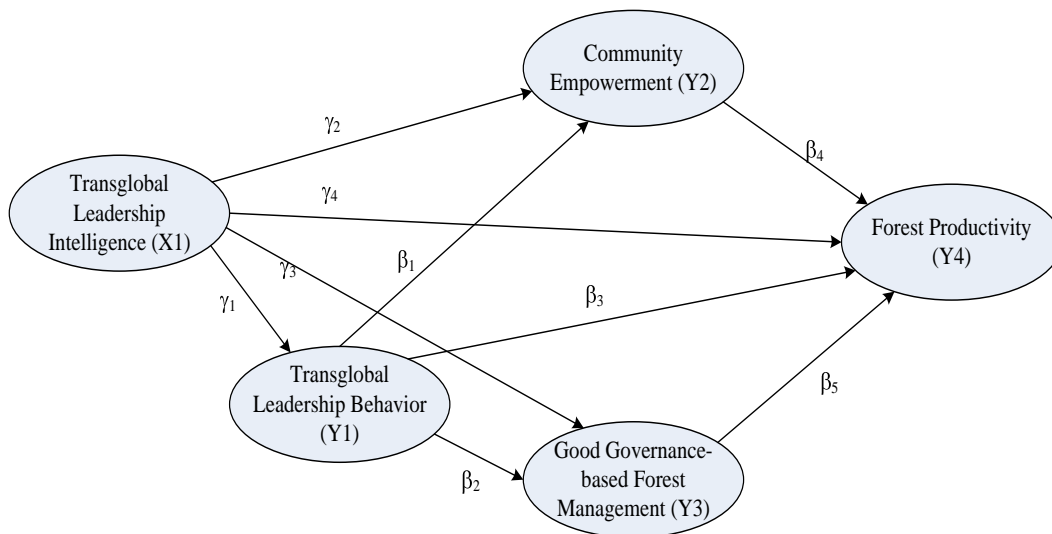 Community
Empowerment (Y2)
γ2
β4
Transglobal
Leadership
Intelligence (X1)
γ4
Forest Productivity
(Y4)
β1
γ3
γ1
β3
Transglobal
Leadership Behavior
(Y1)
β5
β2
Good Governance-
based Forest
Management (Y3)